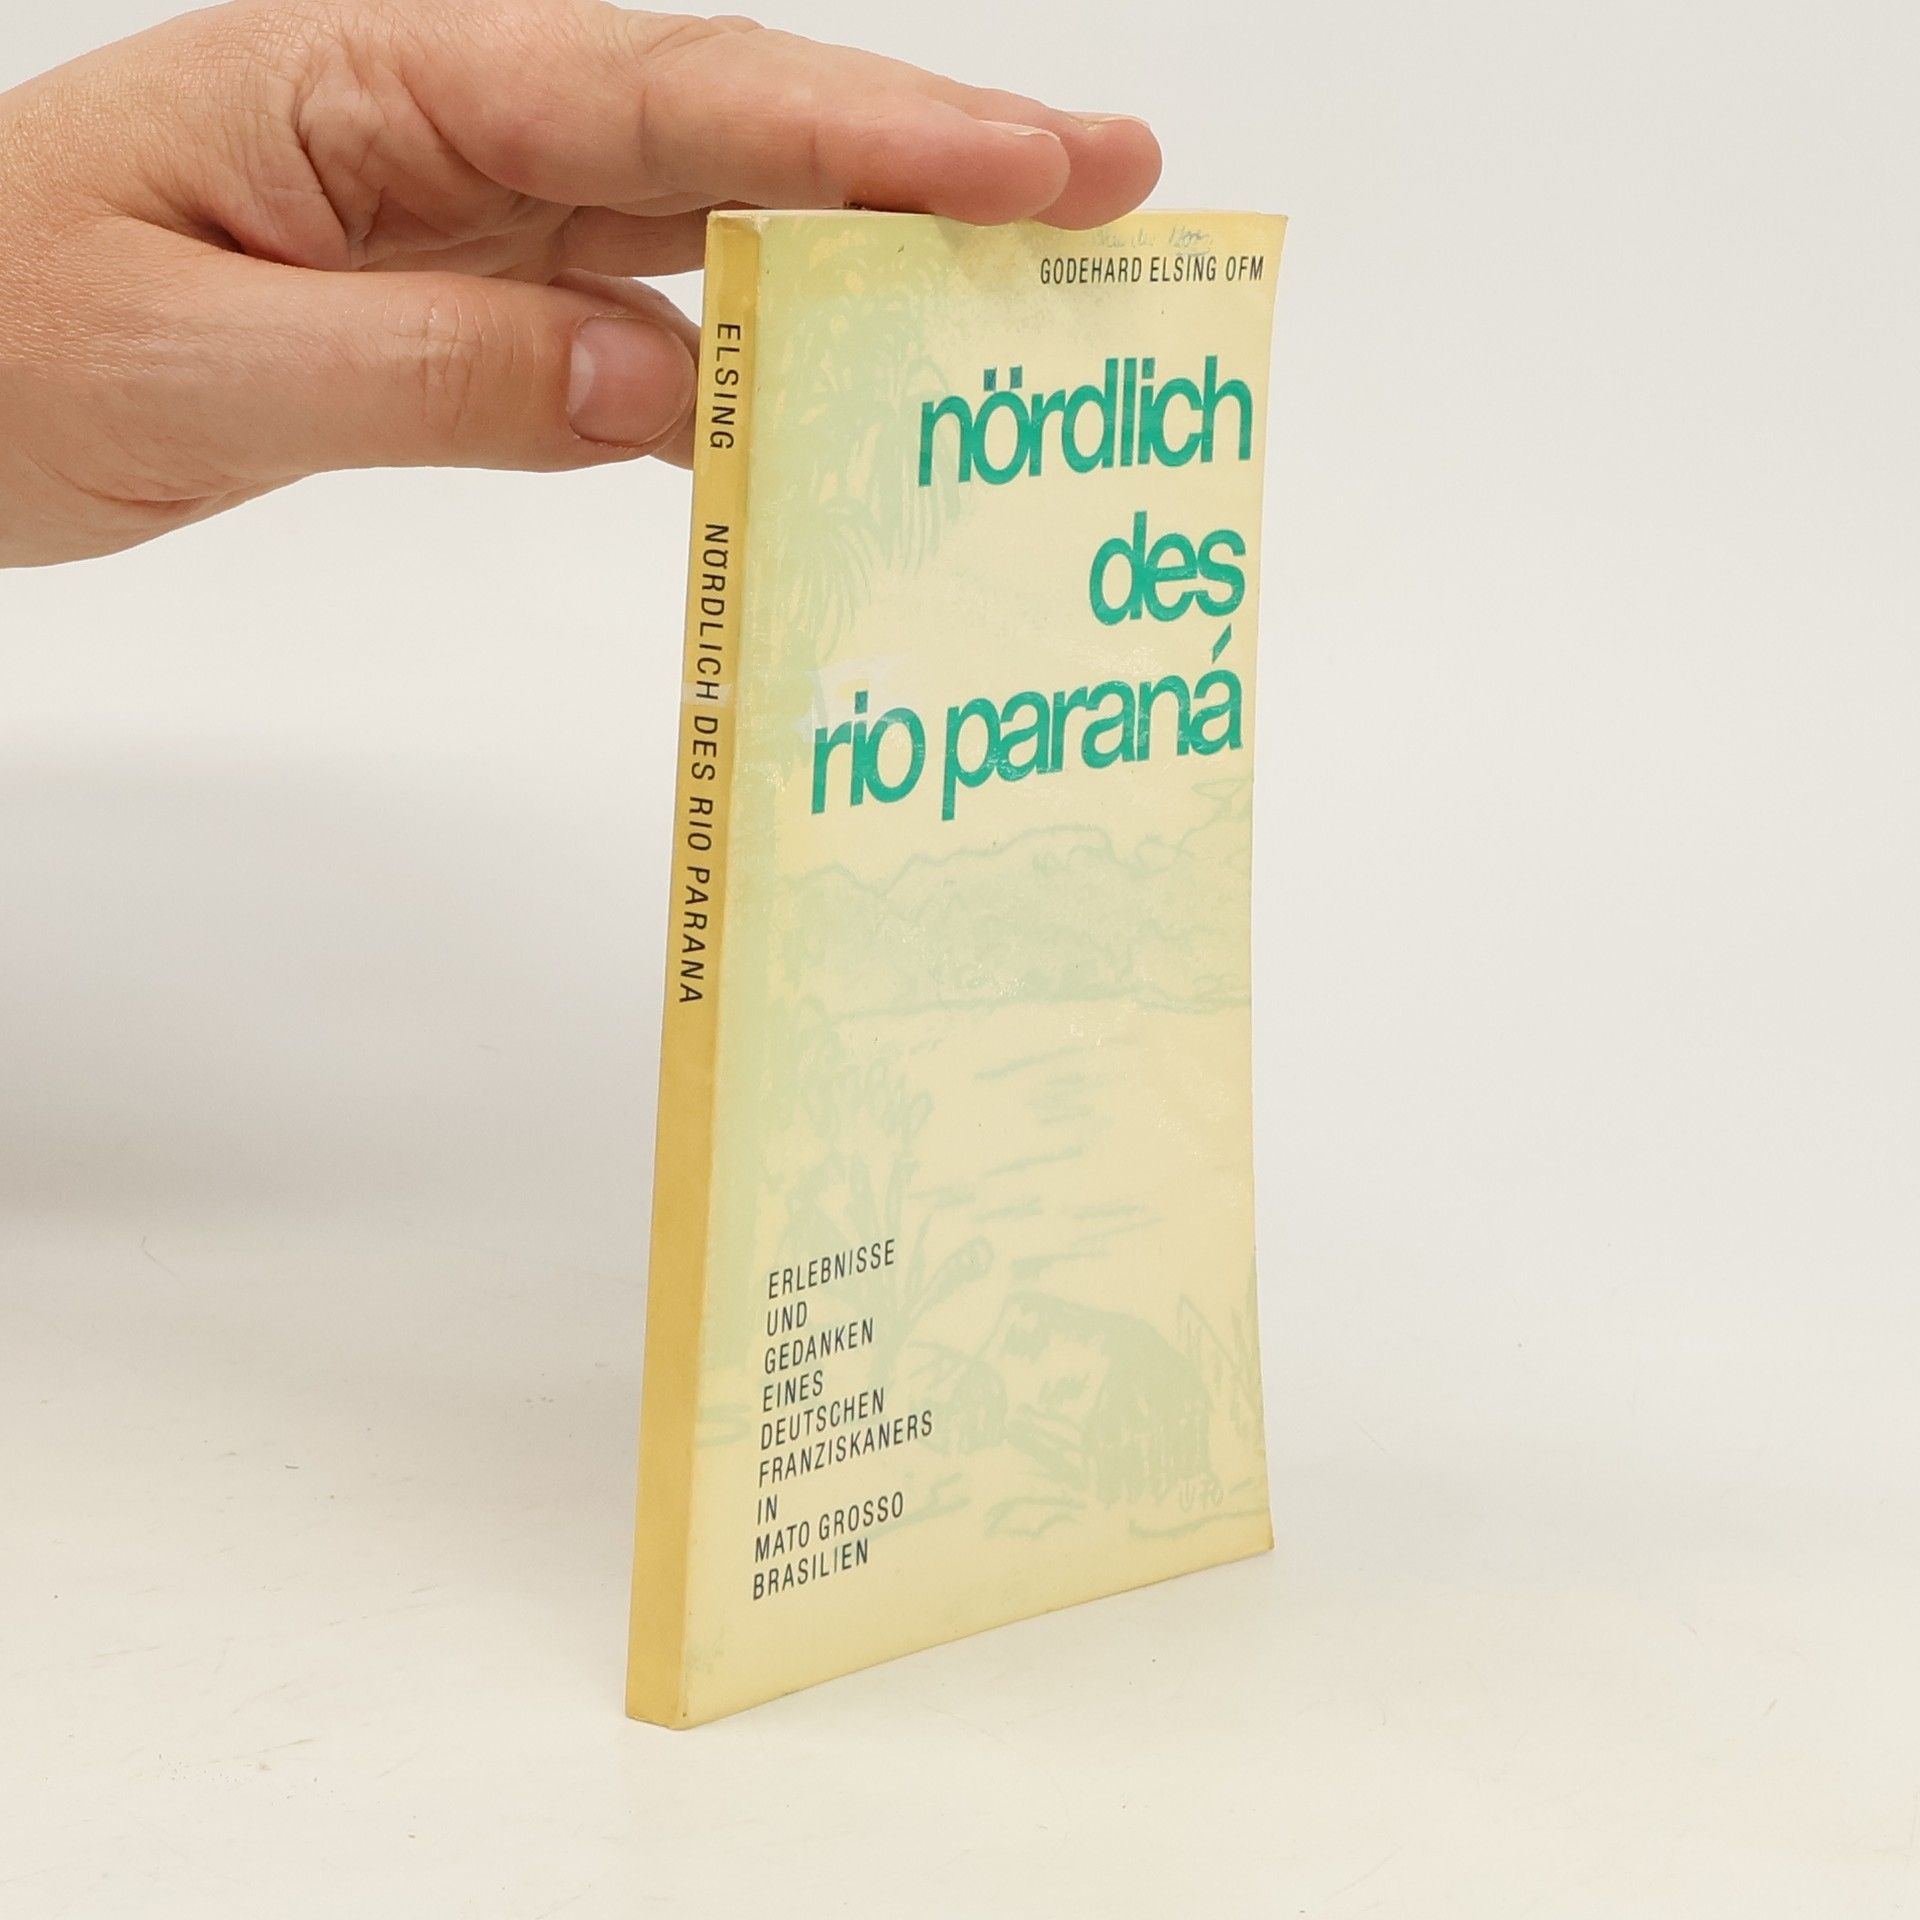 GODEHARD ELSING OFM
nördlich
des
rio paraná
ERLEBNISSE
UND
GEDANKEN
EINES
DEUTSCHEN
FRANZISKANERS
IN
MATO GROSSO
BRASILIEN
ELSING NÖRDLICH DES RIO PARANA